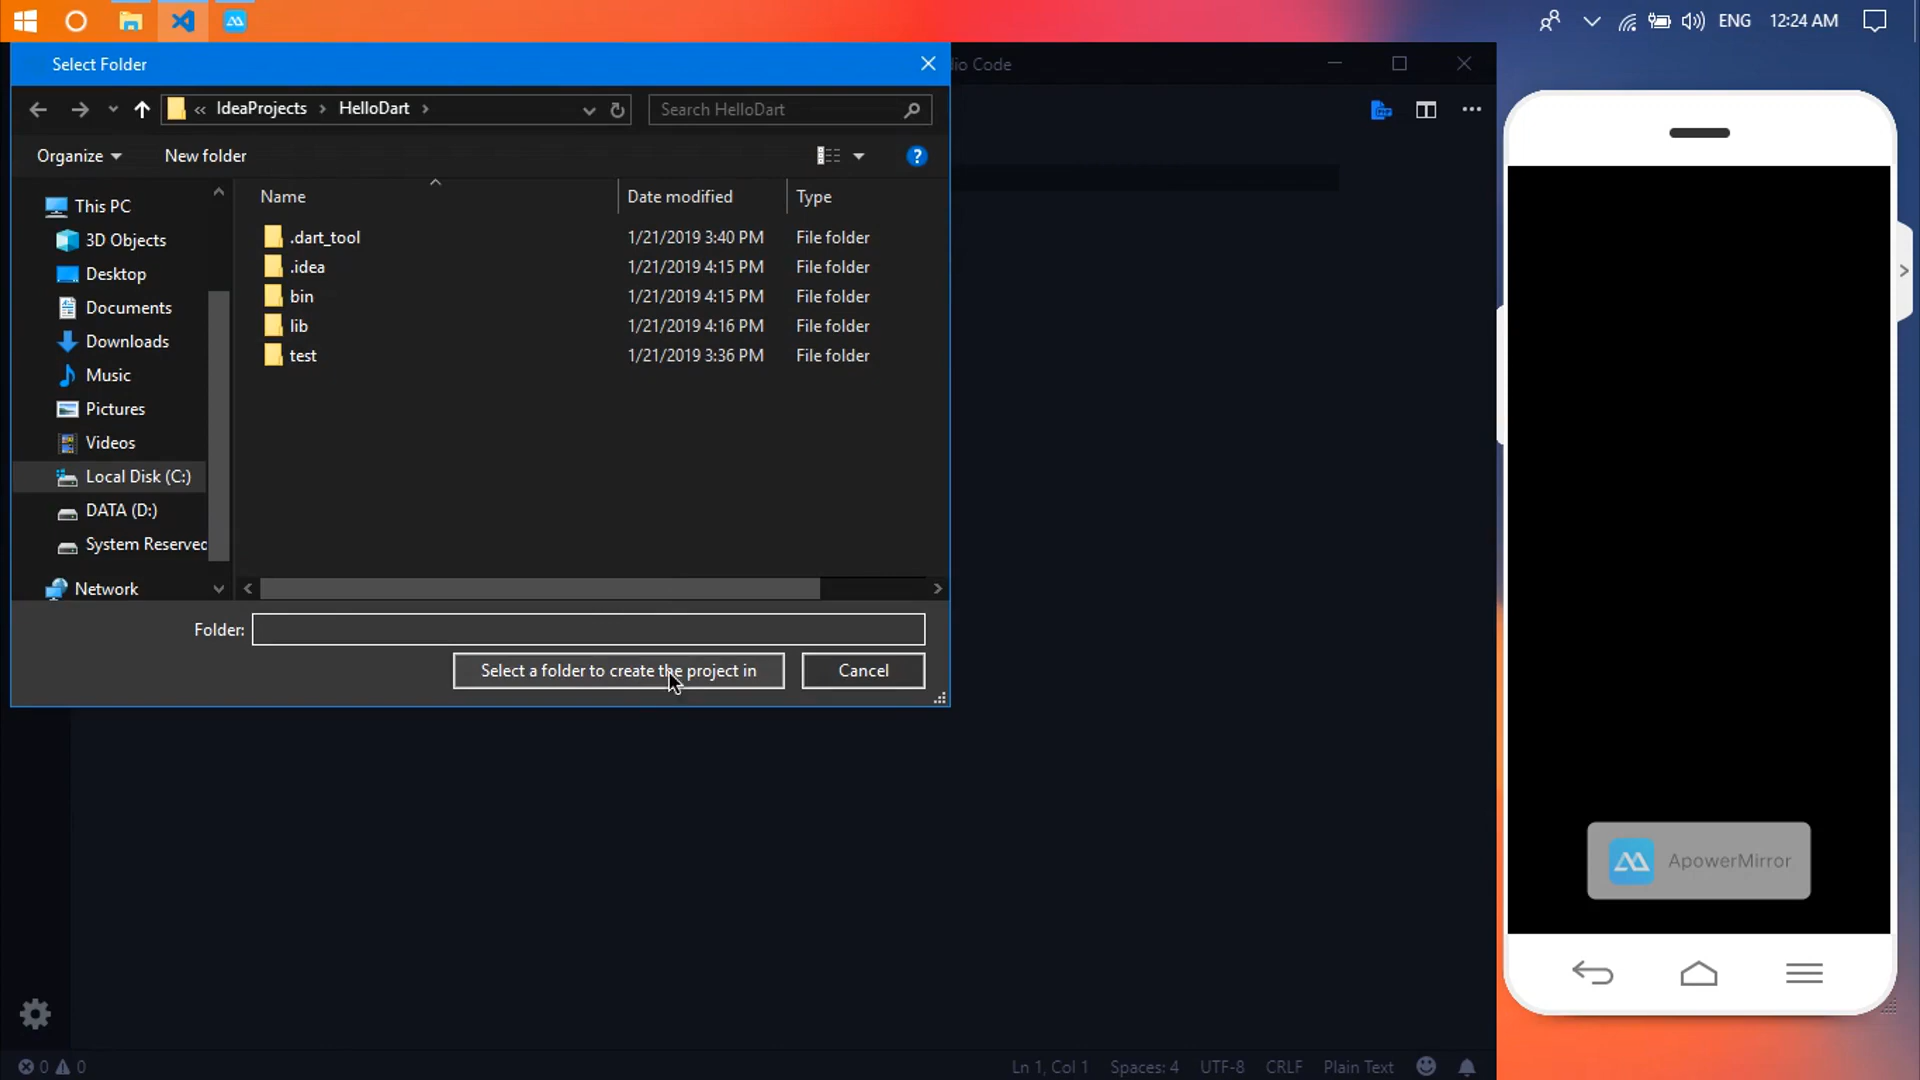 ENG 12:24 AM
Select Folder
io Code
« IdeaProjects > HelloDart >
Search HelloDart
Organize
New folder
?
Name
Date modified
Type
This PC
3D Objects
Desktop
Documents
Downloads
Music
Pictures
Videos
Local Disk (C:)
DATA (D:)
System Reserved
Network
.dart_tool 1/21/2019 3:40 PM File folder
.idea 1/21/2019 4:15 PM File folder
bin 1/21/2019 4:15 PM File folder
lib 1/21/2019 4:16 PM File folder
test 1/21/2019 3:36 PM File folder
Folder:
Select a folder to create the project in
Cancel
ApowerMirror
0 0
Ln 1, Col 1 Spaces: 4 UTF-8 CRLF Plain Text